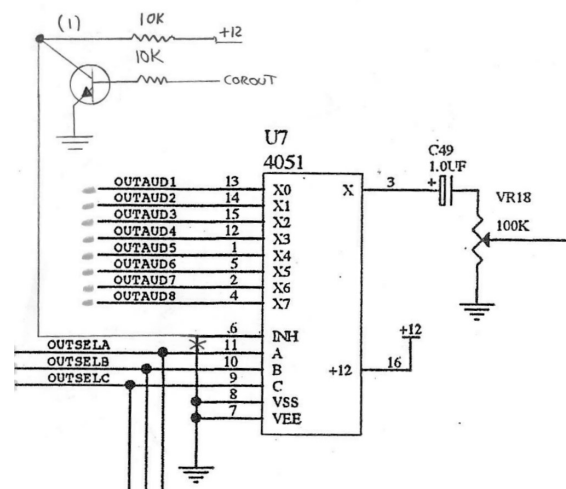 (1) 10K +12
10K COROUT
U7
4051
C49
1.0UF
OUTAUD1 13 X0 X 3 +
OUTAUD2 14 X1
OUTAUD3 15 X2
OUTAUD4 12 X3
OUTAUD5 1 X4
OUTAUD6 5 X5
OUTAUD7 2 X6
OUTAUD8 4 X7
VR18
100K
.6 INH
OUTSELA 11 A
OUTSELB 10 B
OUTSELC 9 C
8 VSS
7 VEE
+12
+12 16